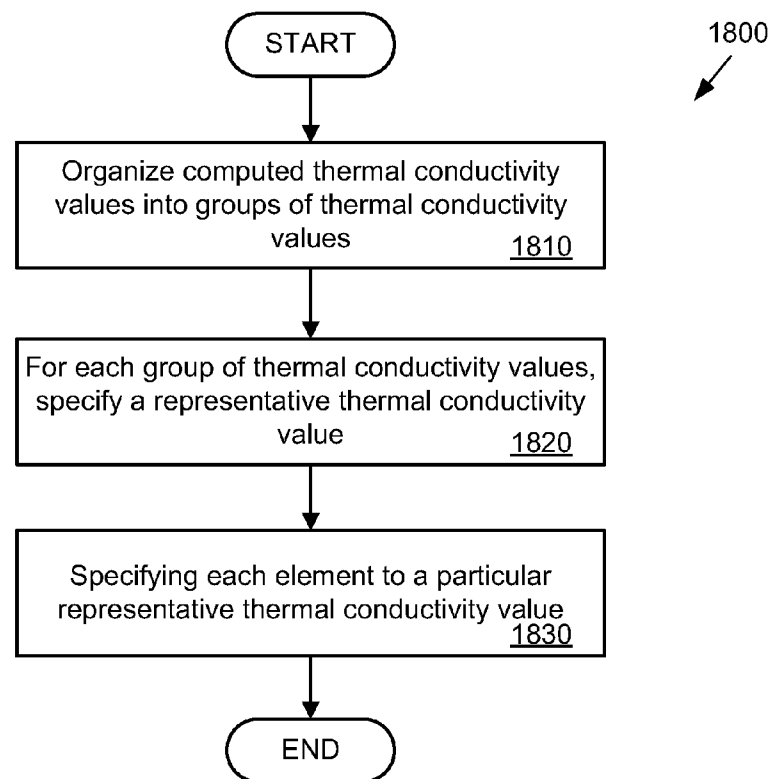 START
1800
Organize computed thermal conductivity
values into groups of thermal conductivity
values
1810
For each group of thermal conductivity values,
specify a representative thermal conductivity
value
1820
Specifying each element to a particular
representative thermal conductivity value
1830
END